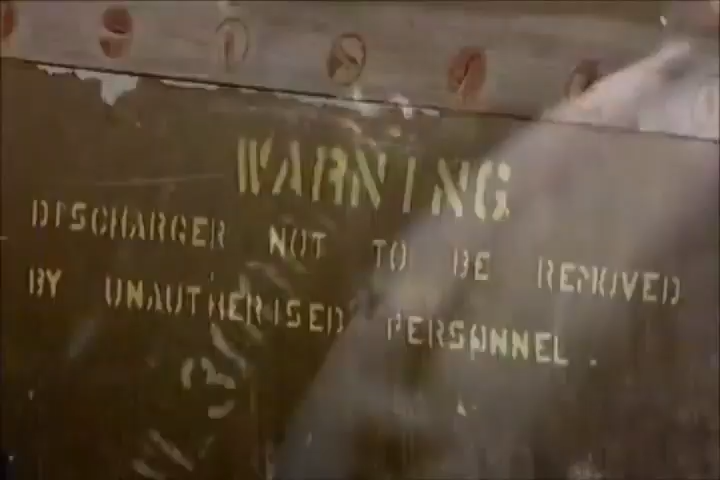 WARNING
DISCHARGER NOT TO BE REMOVED
BY UNAUTHERISED PERSONNEL.